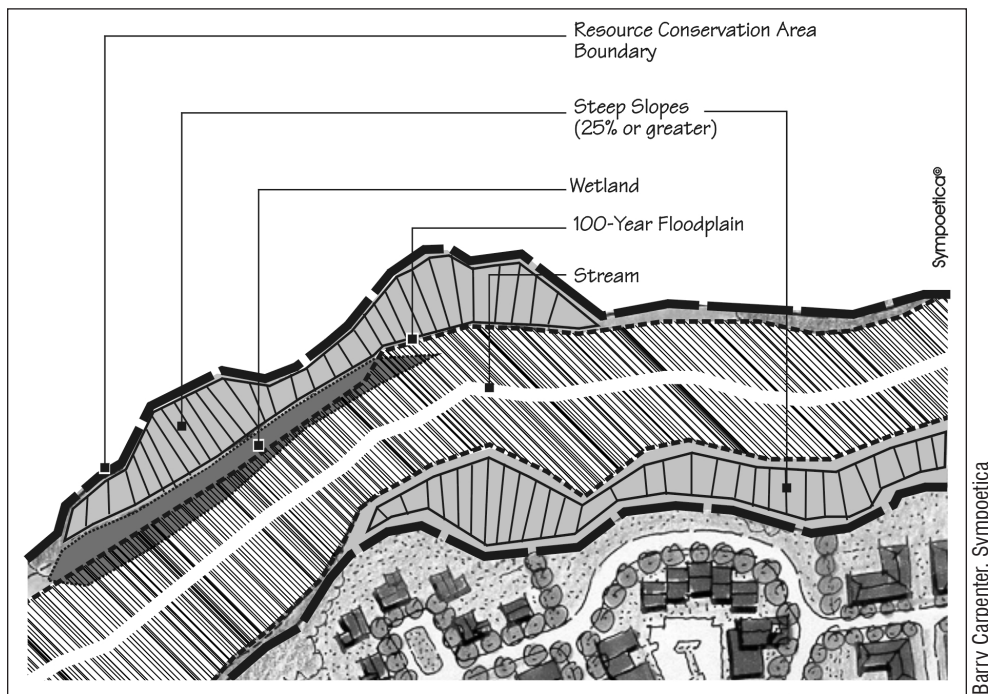 Resource Conservation Area
Boundary
Steep Slopes
(25% or greater)
Wetland
100-Year Floodplain
Stream
Sympoetica©
Barry Carpenter, Sympoetica